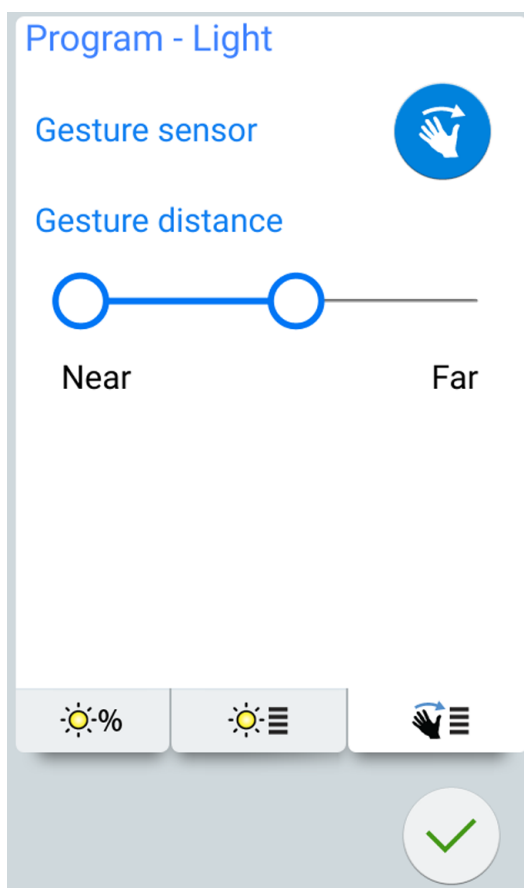 Program - Light
Gesture sensor
Gesture distance
Near Far
%